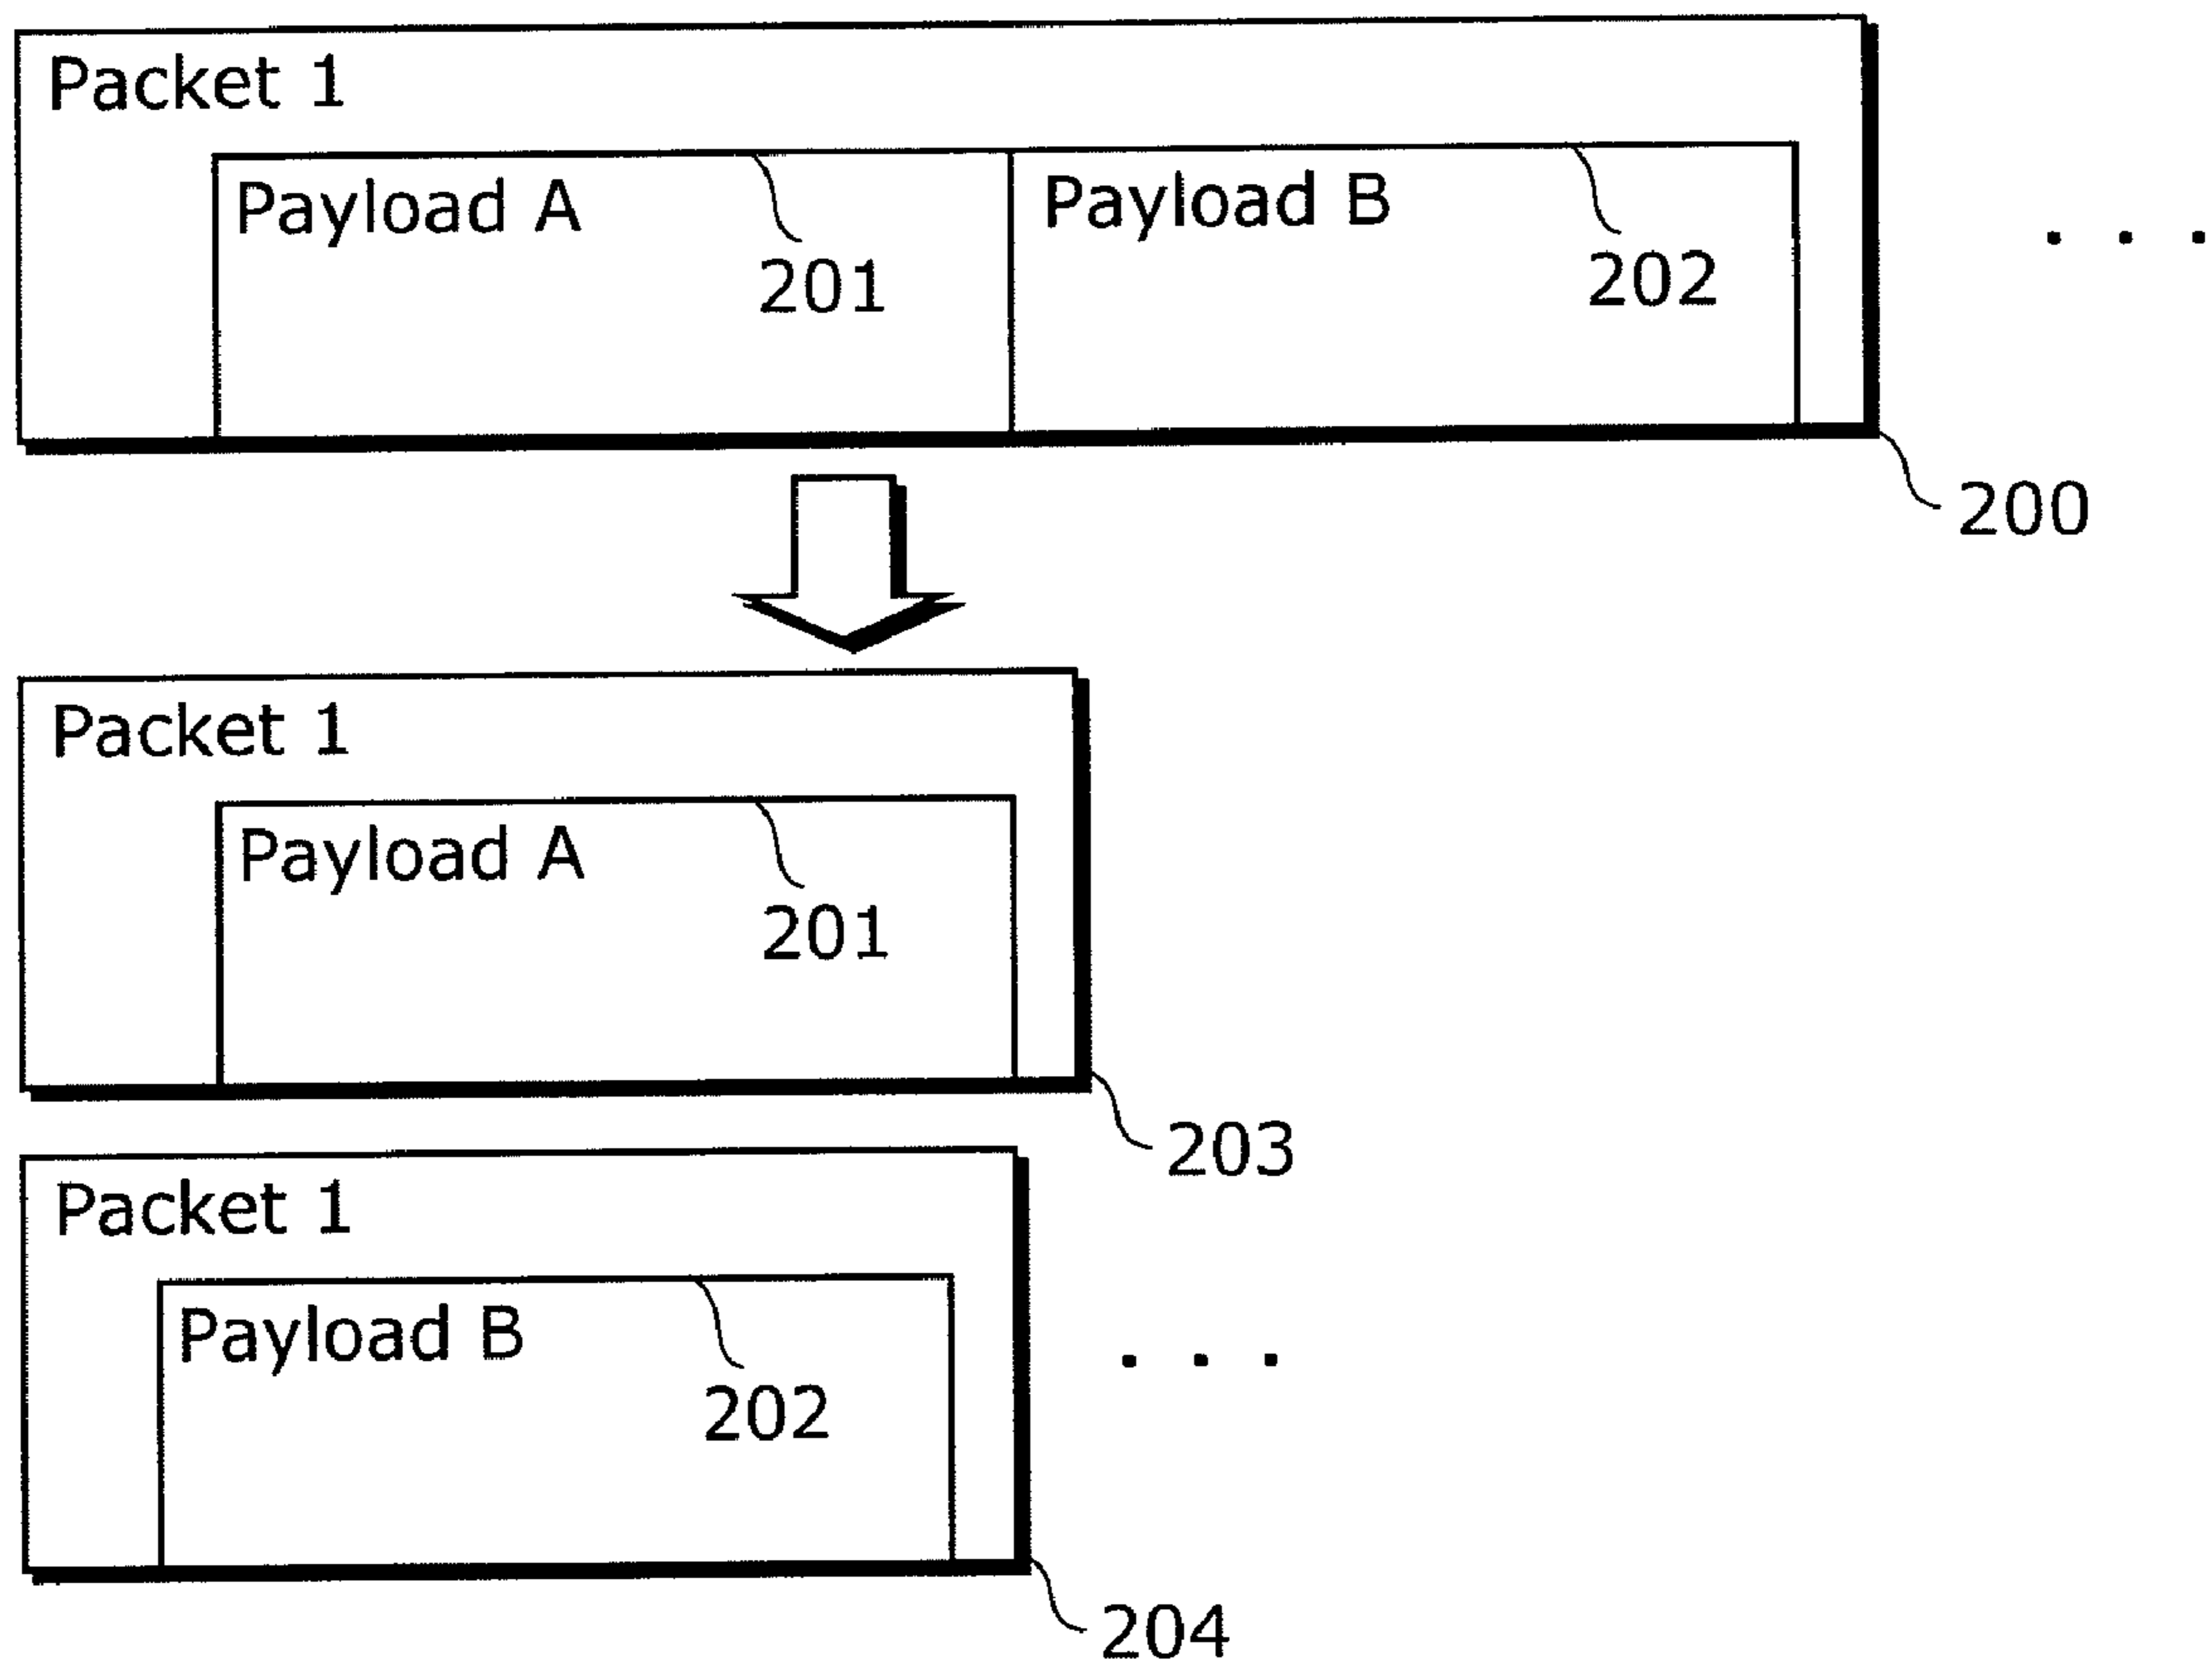 Packet 1
Payload A
Payload B
201
202
. . .
200
Packet 1
Payload A
201
203
Packet 1
Payload B
202
. . .
204